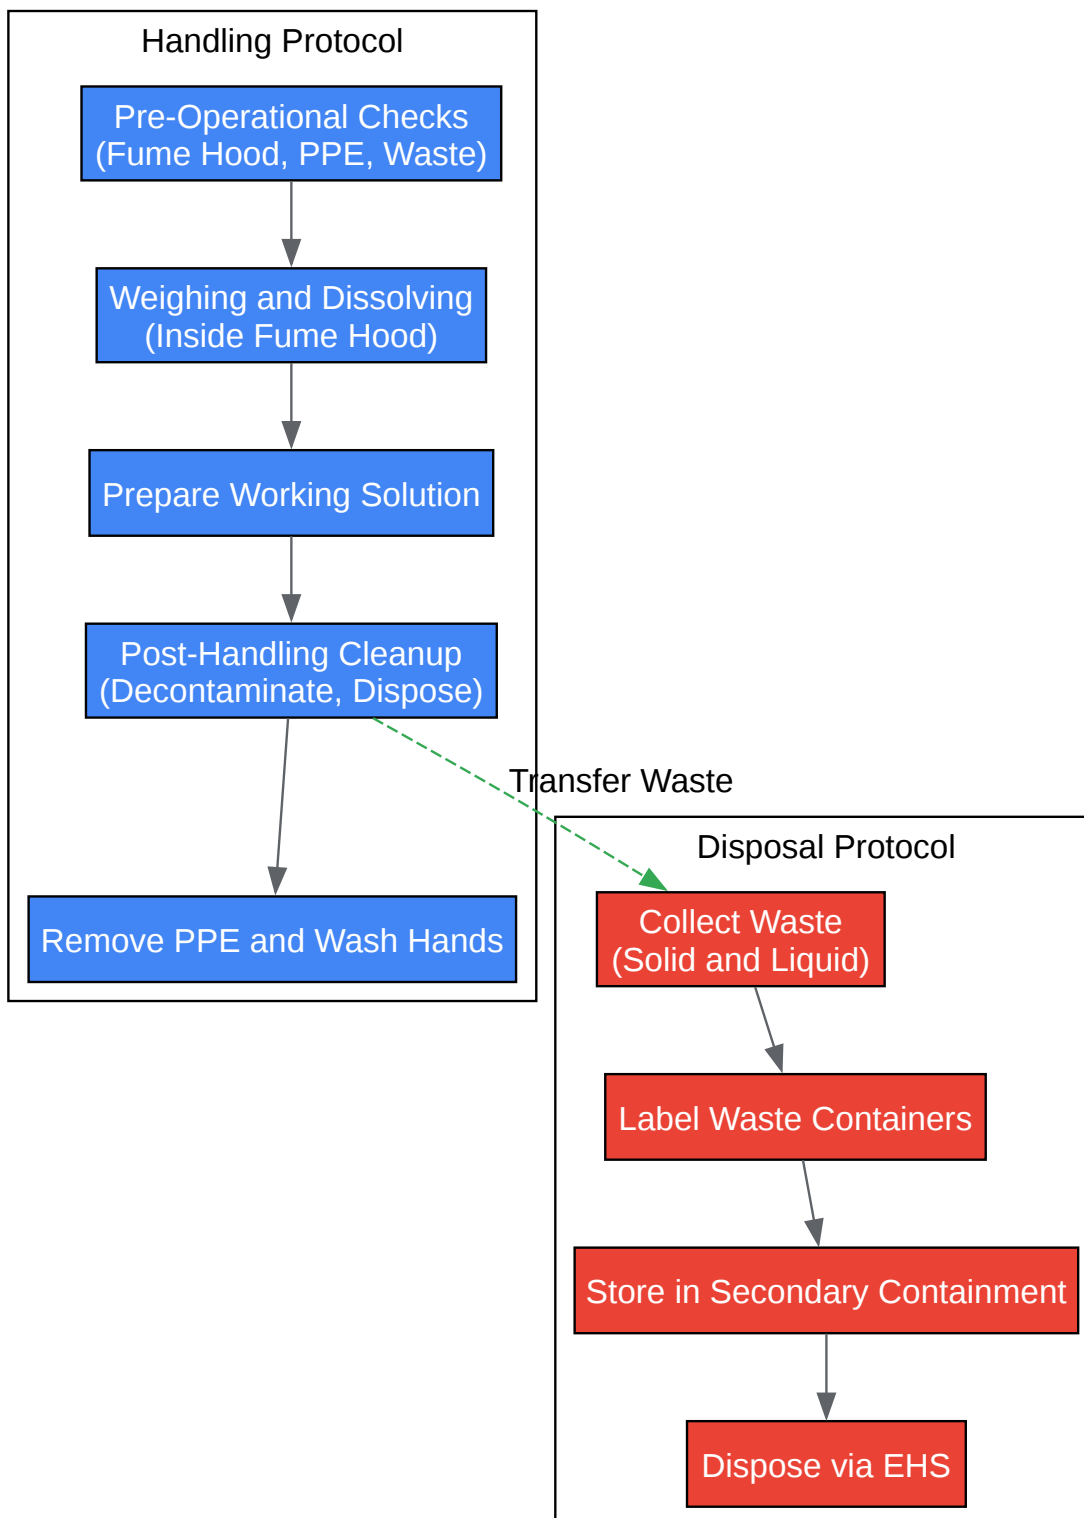 Handling Protocol
Pre-Operational Checks
(Fume Hood, PPE, Waste)
Weighing and Dissolving
(Inside Fume Hood)
Prepare Working Solution
Post-Handling Cleanup
(Decontaminate, Dispose)
Transfer Waste
Remove PPE and Wash Hands
Disposal Protocol
Collect Waste
(Solid and Liquid)
Label Waste Containers
Store in Secondary Containment
Dispose via EHS